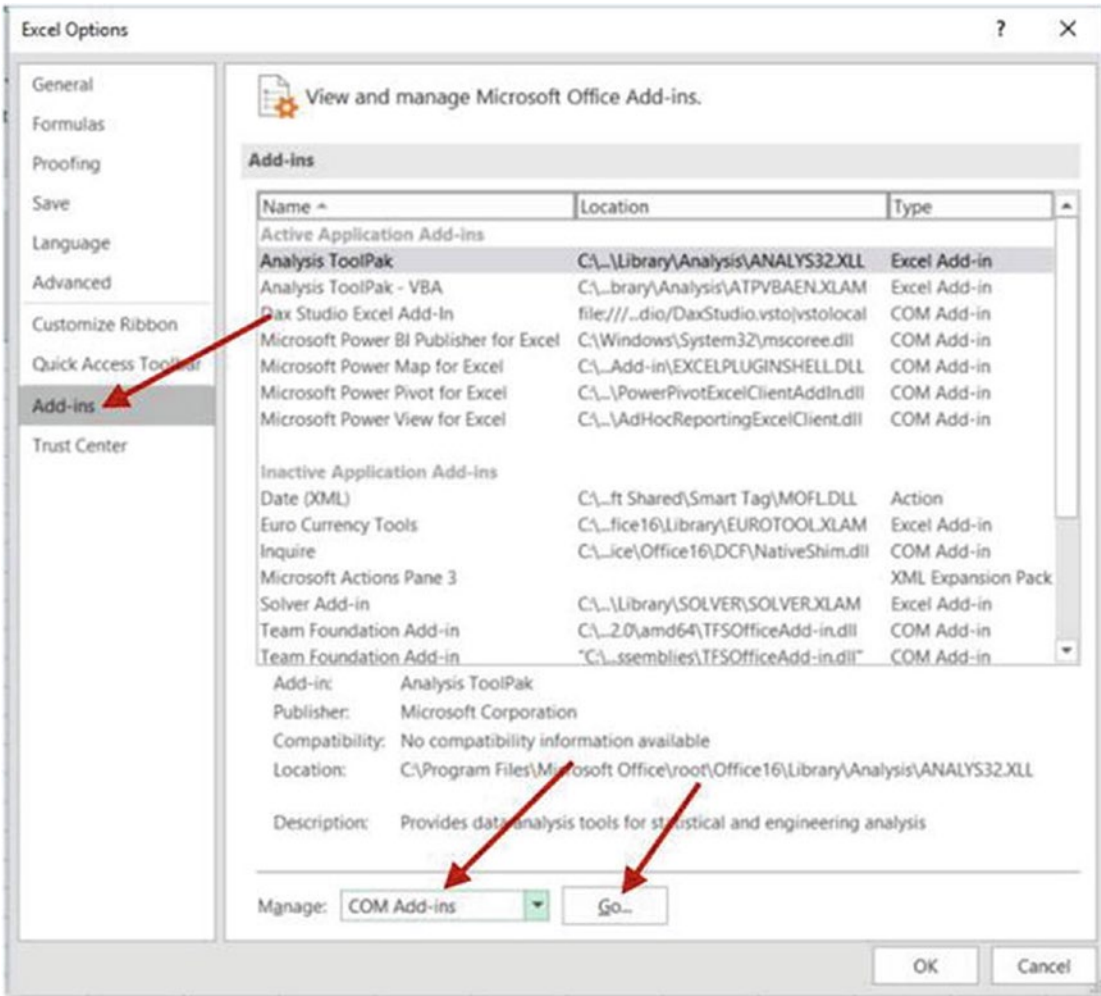 Excel Options ? ×
General
Formulas
Proofing
Save
Language
Advanced
Customize Ribbon
Quick Access Toolbar
Add-ins
Trust Center
View and manage Microsoft Office Add-ins.
Add-ins
Name Location Type
Active Application Add-ins
Analysis ToolPak C:\...\Library\Analysis\ANALYS32.XLL Excel Add-in
Analysis ToolPak - VBA C:\...brary\Analysis\ATPVBAEN.XLAM Excel Add-in
Dax Studio Excel Add-In file:///...dio/DaxStudio.vsto|vstolocal COM Add-in
Microsoft Power BI Publisher for Excel C:\Windows\System32\mscoree.dll COM Add-in
Microsoft Power Map for Excel C:\...Add-in\EXCELPLUGINSHELL.DLL COM Add-in
Microsoft Power Pivot for Excel C:\...\PowerPivotExcelClientAddIn.dll COM Add-in
Microsoft Power View for Excel C:\...\AdHocReportingExcelClient.dll COM Add-in
Inactive Application Add-ins
Date (XML) C:\...ft Shared\Smart Tag\MOFL.DLL Action
Euro Currency Tools C:\...fice16\Library\EUROTOOL.XLAM Excel Add-in
Inquire C:\...ice\Office16\DCF\NativeShim.dll COM Add-in
Microsoft Actions Pane 3 XML Expansion Pack
Solver Add-in C:\...\Library\SOLVER\SOLVER.XLAM Excel Add-in
Team Foundation Add-in C:\...2.0\amd64\TFSOfficeAdd-in.dll COM Add-in
Team Foundation Add-in "C:\...ssemblies\TFSOfficeAdd-in.dll" COM Add-in
Add-in: Analysis ToolPak
Publisher: Microsoft Corporation
Compatibility: No compatibility information available
Location: C:\Program Files\Microsoft Office\root\Office16\Library\Analysis\ANALYS32.XLL
Description: Provides data analysis tools for statistical and engineering analysis
Manage: COM Add-ins Go...
OK Cancel